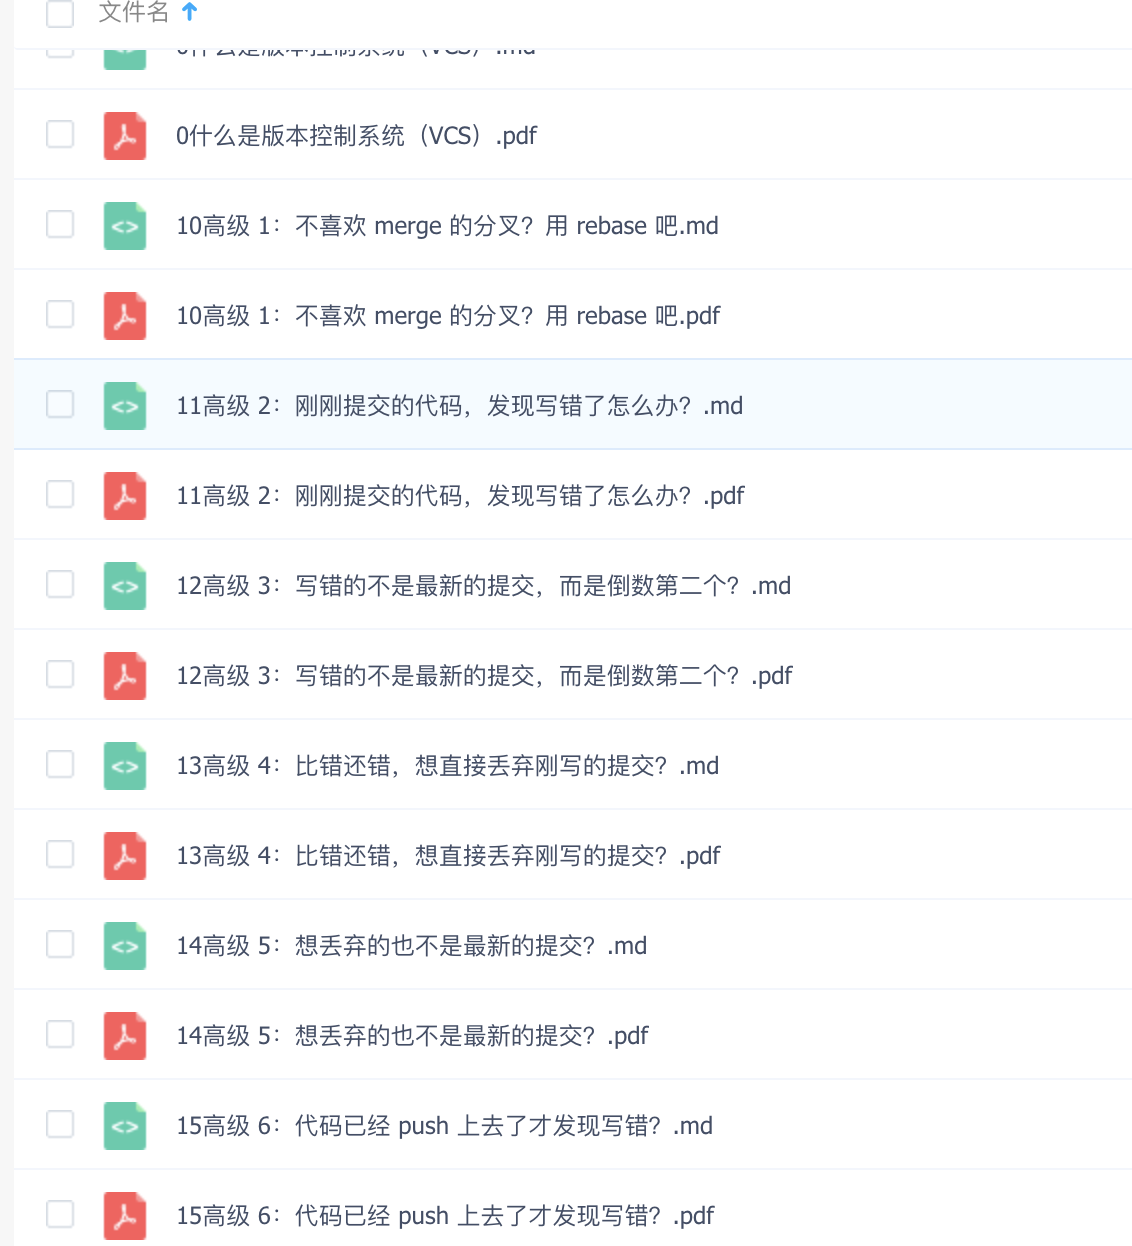 文件名
0什么是版本控制系统（VCS）.md
0什么是版本控制系统（VCS）.pdf
10高级 1：不喜欢 merge 的分叉？用 rebase 吧.md
10高级 1：不喜欢 merge 的分叉？用 rebase 吧.pdf
11高级 2：刚刚提交的代码，发现写错了怎么办？.md
11高级 2：刚刚提交的代码，发现写错了怎么办？.pdf
12高级 3：写错的不是最新的提交，而是倒数第二个？.md
12高级 3：写错的不是最新的提交，而是倒数第二个？.pdf
13高级 4：比错还错，想直接丢弃刚写的提交？.md
13高级 4：比错还错，想直接丢弃刚写的提交？.pdf
14高级 5：想丢弃的也不是最新的提交？.md
14高级 5：想丢弃的也不是最新的提交？.pdf
15高级 6：代码已经 push 上去了才发现写错？.md
15高级 6：代码已经 push 上去了才发现写错？.pdf